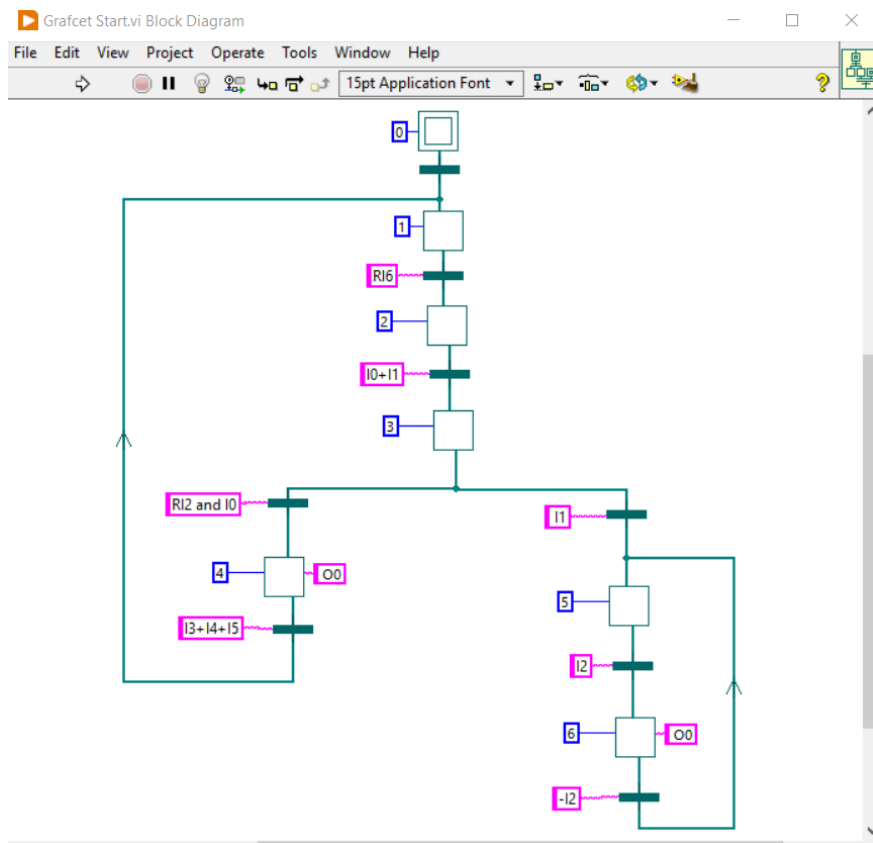 Grafcet Start.vi Block Diagram
File Edit View Project Operate Tools Window Help
15pt Application Font
0
1
RI6
2
I0+I1
3
RI2 and I0
I1
4
O0
5
I3+I4+I5
I2
6
O0
-I2